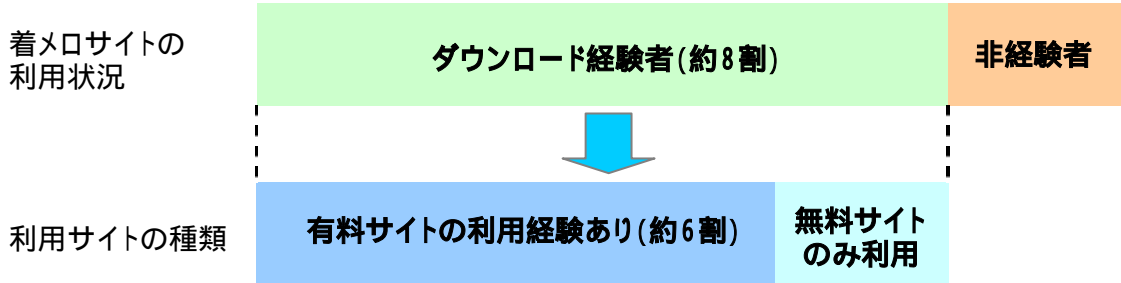 着メロサイトの
利用状況
ダウンロード経験者(約8割)
非経験者
利用サイトの種類
有料サイトの利用経験あり(約6割)
無料サイト
のみ利用